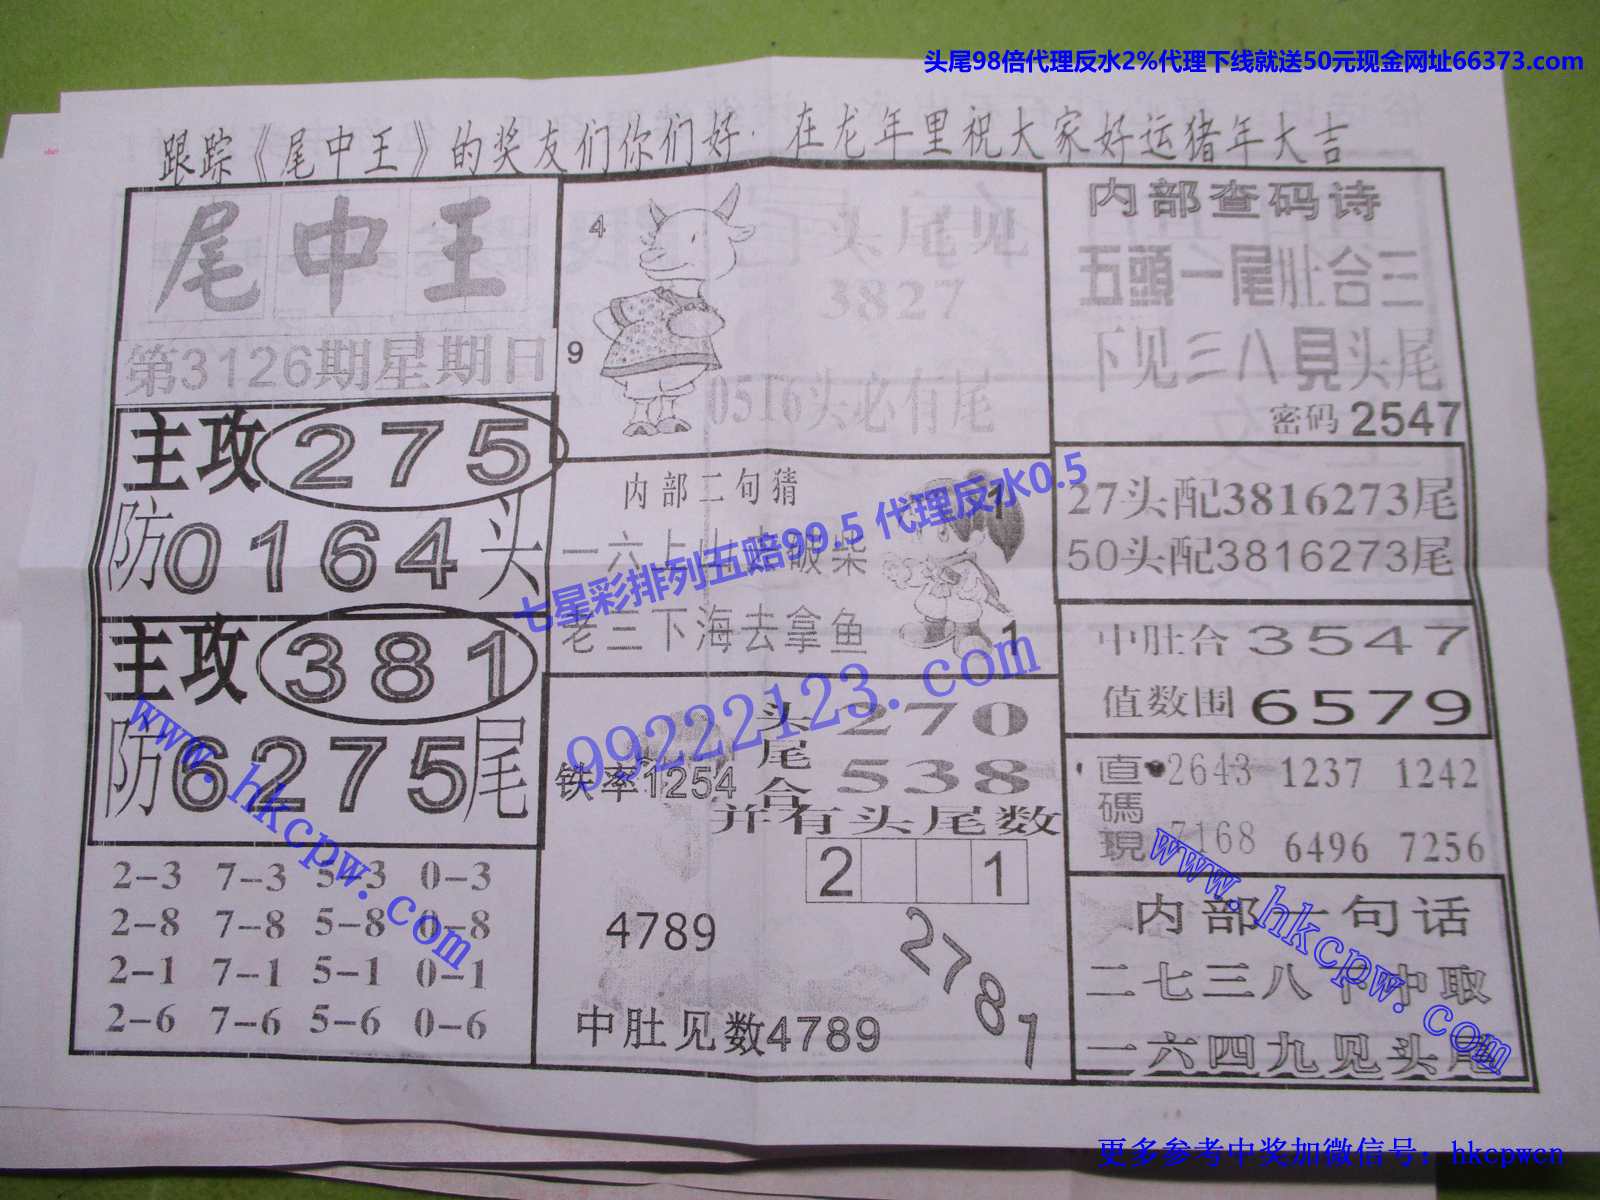 头尾98倍代理反水2%代理下线就送50元现金网址66373.com
跟踪《尾中王》的奖友们你们好.在龙年里祝大家好运猪年大吉
尾中王
第3126期星期日
主攻275
防0164头
主攻381
防6275尾
2-3 7-3 5-3 0-3
2-8 7-8 5-8 0-8
2-1 7-1 5-1 0-1
2-6 7-6 5-6 0-6
4
9
头尾见
3827
0516头必有尾
内部二句猜
一六上山去破柴
老三下海去拿鱼
1
1
七星彩排列五赔99.5 代理反水0.5
99222123.com
头尾合
270
538
铁率1254
并有头尾数
2 1
4789
2781
中肚见数4789
内部查码诗
五頭一尾肚合三
下见三八見头尾
密码2547
27头配3816273尾
50头配3816273尾
中肚合3547
值数围6579
直碼現
2643 1237 1242
7168 6496 7256
内部一句话
二七三八下中取
一六四九见头尾
www.hkcpw.com
www.hkcpw.com
更多参考中奖加微信号：hkcpwcn